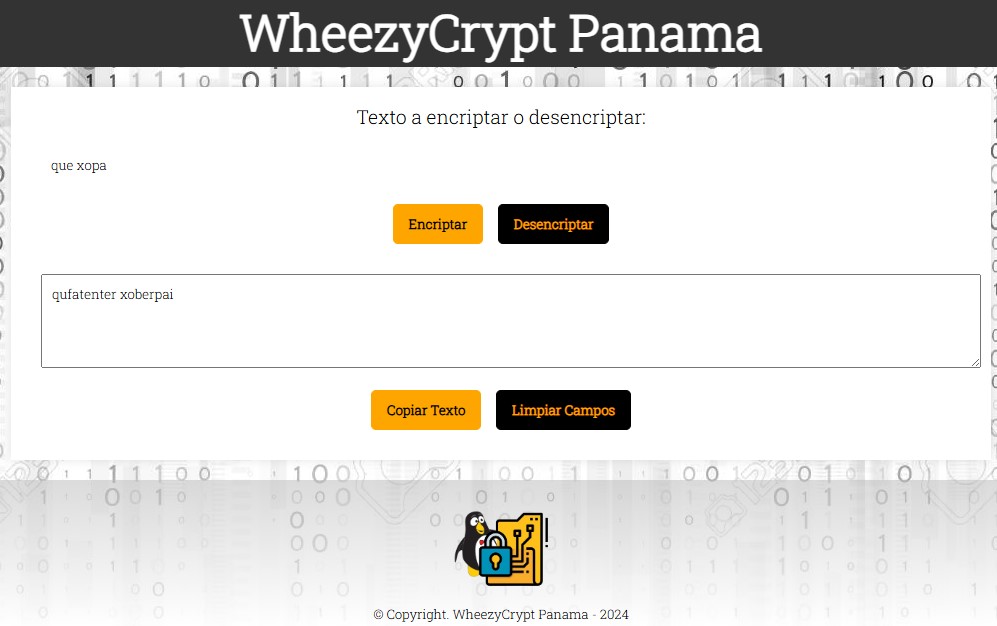 WheezyCrypt Panama
Texto a encriptar o desencriptar:
que xopa
Encriptar Desencriptar
qufatenter xoberpai
Copiar Texto Limpiar Campos
© Copyright. WheezyCrypt Panama - 2024